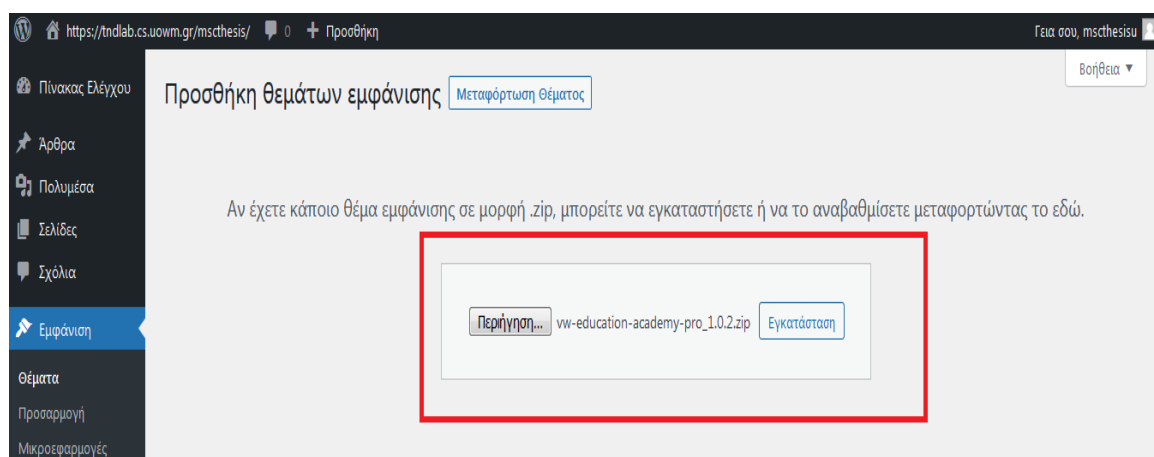 https://tndlab.cs.uowm.gr/mscthesis/ 0 + Προσθήκη Γεια σου, mscthesisu
Βοήθεια ▼
Πίνακας Ελέγχου
Προσθήκη θεμάτων εμφάνισης Μεταφόρτωση Θέματος
Άρθρα
Πολυμέσα
Αν έχετε κάποιο θέμα εμφάνισης σε μορφή .zip, μπορείτε να εγκαταστήσετε ή να το αναβαθμίσετε μεταφορτώντας το εδώ.
Σελίδες
Σχόλια
Περιήγηση... vw-education-academy-pro_1.0.2.zip Εγκατάσταση
Εμφάνιση
Θέματα
Προσαρμογή
Μικροεφαρμογές